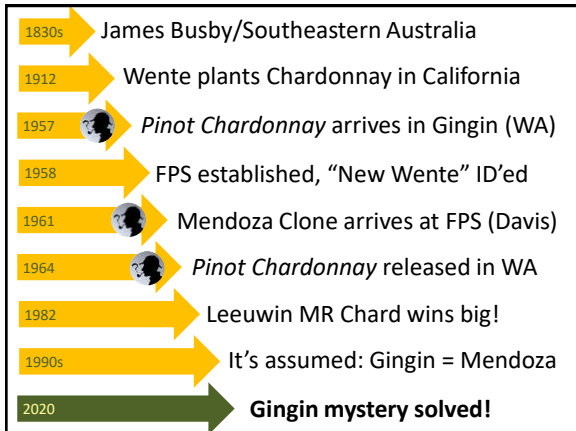 1830s James Busby/Southeastern Australia
1912 Wente plants Chardonnay in California
1957 Pinot Chardonnay arrives in Gingin (WA)
1958 FPS established, “New Wente” ID’ed
1961 Mendoza Clone arrives at FPS (Davis)
1964 Pinot Chardonnay released in WA
1982 Leeuwin MR Chard wins big!
1990s It’s assumed: Gingin = Mendoza
2020 Gingin mystery solved!